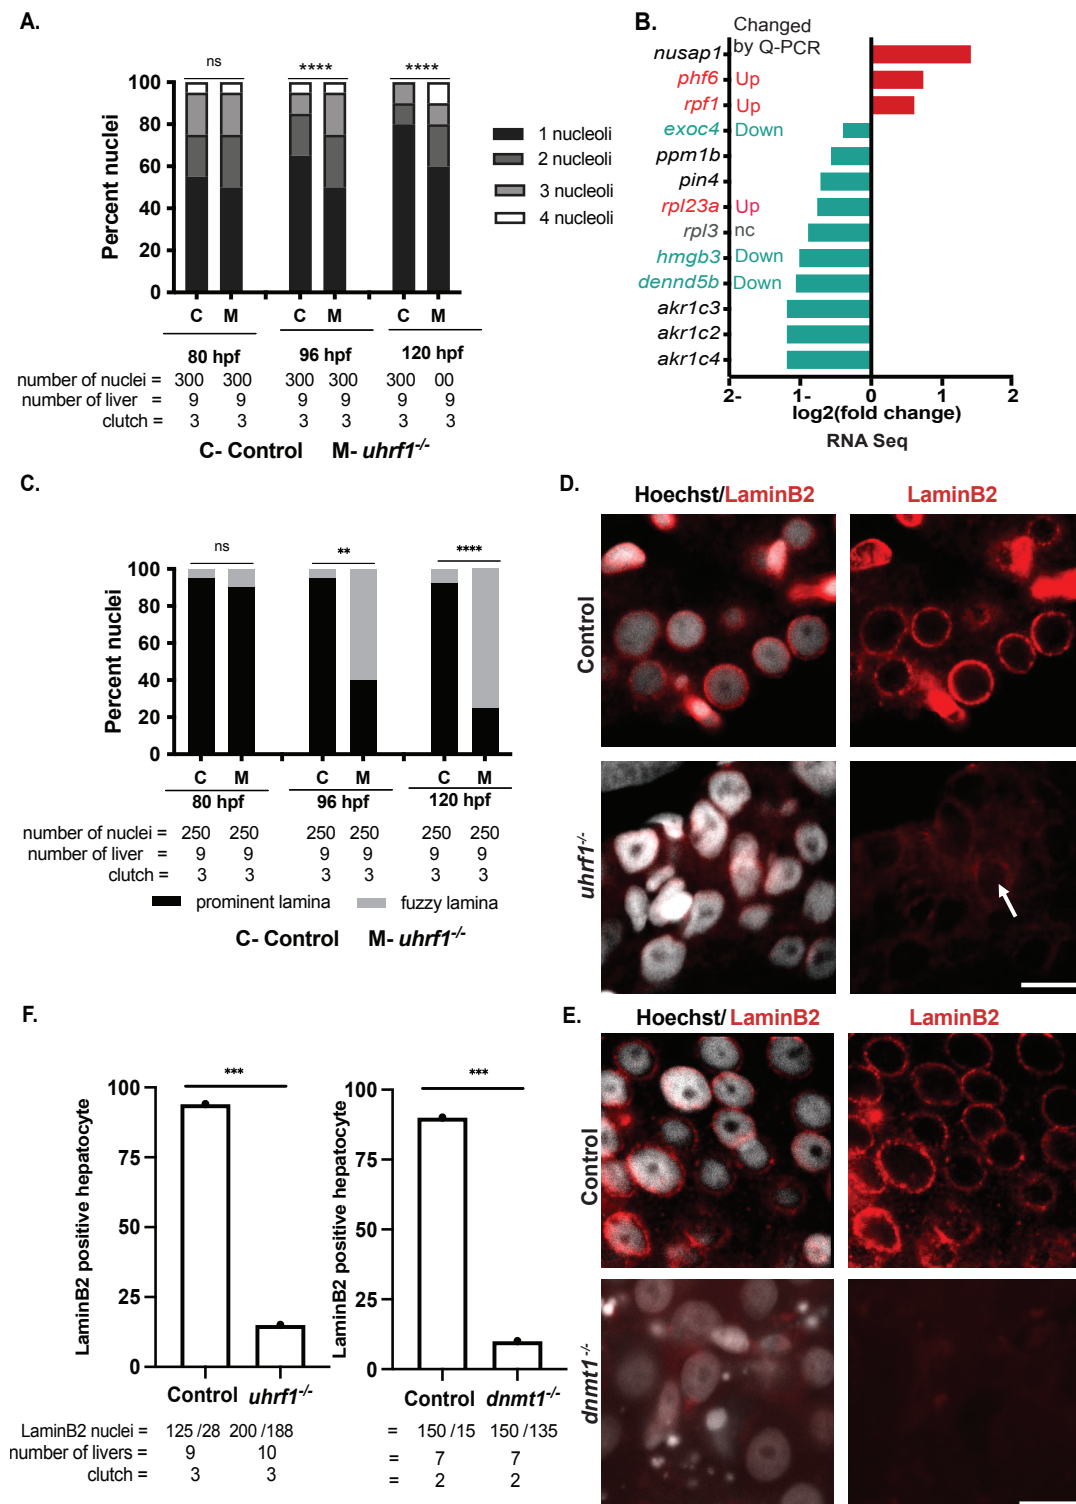 A.
ns
****
****
100
80
60
40
20
0
Percent nuclei
1 nucleoli
2 nucleoli
3 nucleoli
4 nucleoli
C M C M C M
80 hpf 96 hpf 120 hpf
number of nuclei = 300 300 300 300 300 00
number of liver = 9 9 9 9 9 9
clutch = 3 3 3 3 3 3
C- Control M- uhrf1-/-
B.
Changed
by Q-PCR
nusap1
phf6 Up
rpf1 Up
exoc4 Down
ppm1b
pin4
rpl23a Up
rpl3 nc
hmgb3 Down
dennd5b Down
akr1c3
akr1c2
akr1c4
2- 1- 0 1 2
log2(fold change)
RNA Seq
C.
ns
**
****
100
80
60
40
20
0
Percent nuclei
C M C M C M
80 hpf 96 hpf 120 hpf
number of nuclei = 250 250 250 250 250 250
number of liver = 9 9 9 9 9 9
clutch = 3 3 3 3 3 3
prominent lamina fuzzy lamina
C- Control M- uhrf1-/-
D.
Hoechst/LaminB2 LaminB2
Control
uhrf1-/-
F.
***
100
75
50
25
0
LaminB2 positive hepatocyte
Control uhrf1-/-
LaminB2 nuclei = 125 /28 200 /188
number of livers = 9 10
clutch = 3 3
***
100
75
50
25
0
LaminB2 positive hepatocyte
Control dnmt1-/-
= 150 /15 150 /135
= 7 7
= 2 2
E.
Hoechst/ LaminB2 LaminB2
Control
dnmt1-/-